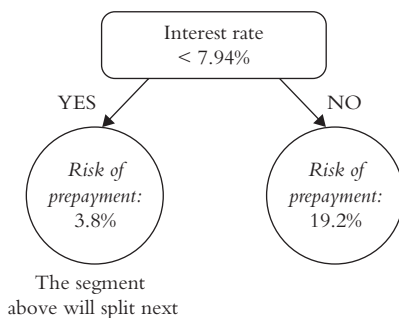 Interest rate
< 7.94%
YES
NO
Risk of
prepayment:
3.8%
Risk of
prepayment:
19.2%
The segment
above will split next